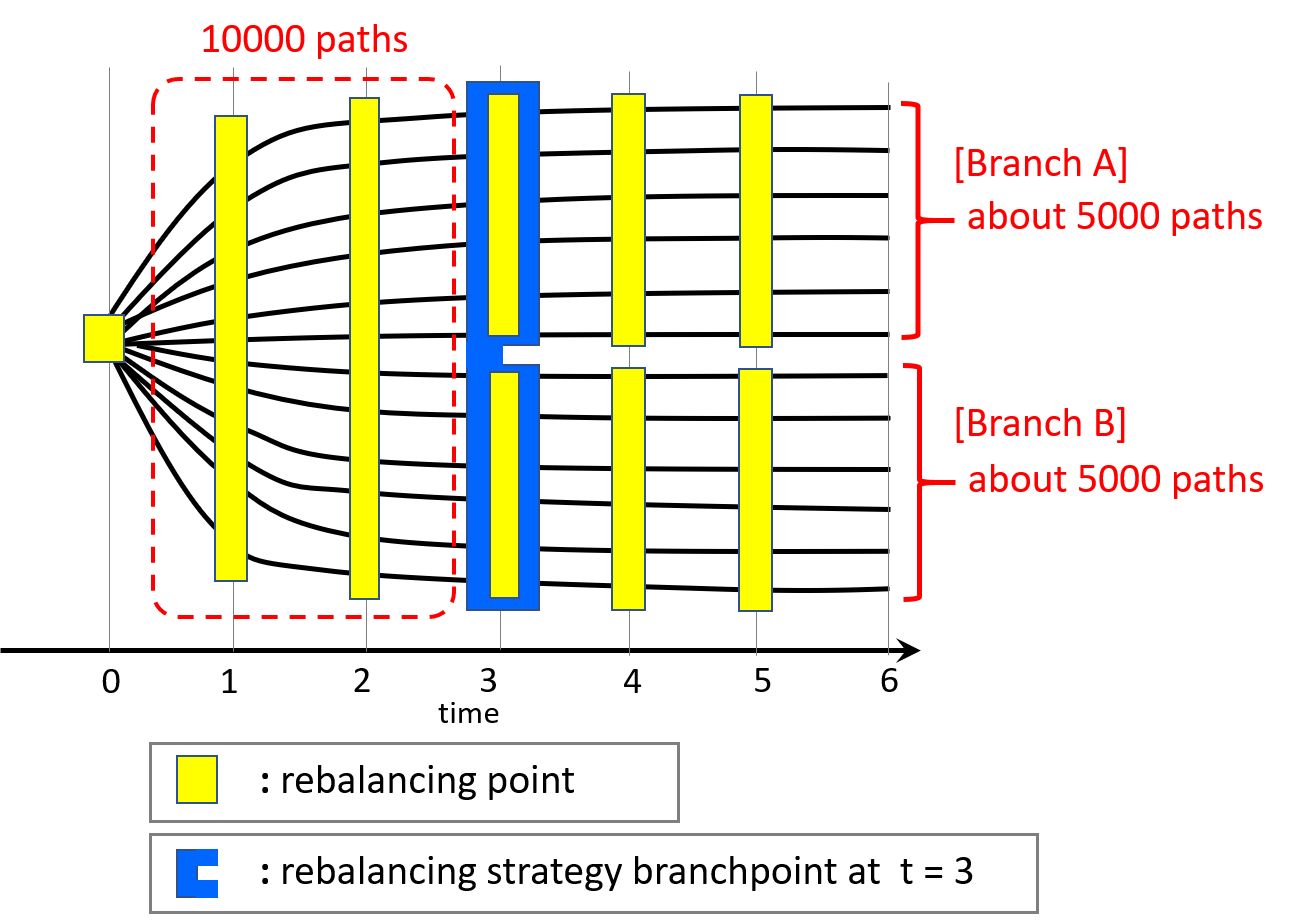 10000 paths
[Branch A]
about 5000 paths
[Branch B]
about 5000 paths
0 1 2 3 4 5 6
time
: rebalancing point
: rebalancing strategy branchpoint at t = 3